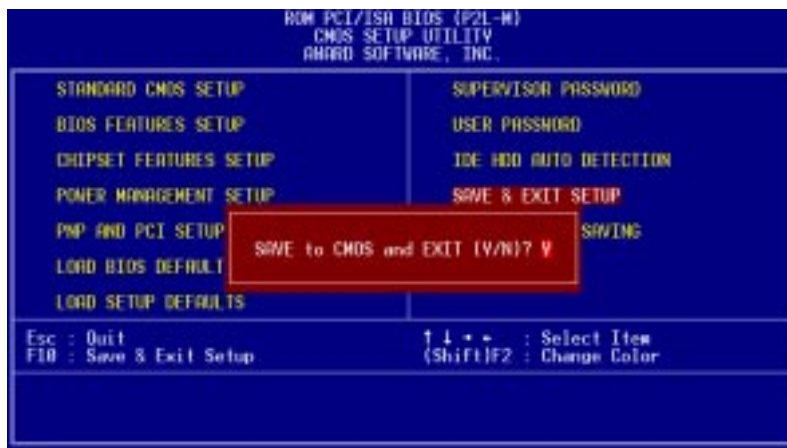 ROM PCI/ISA BIOS (P2L-M)
CMOS SETUP UTILITY
AWARD SOFTWARE, INC.
STANDARD CMOS SETUP
BIOS FEATURES SETUP
CHIPSET FEATURES SETUP
POWER MANAGEMENT SETUP
PNP AND PCI SETUP
LOAD BIOS DEFAULT
LOAD SETUP DEFAULTS
SUPERVISOR PASSWORD
USER PASSWORD
IDE HDD AUTO DETECTION
SAVE & EXIT SETUP
SAVING
SAVE to CMOS and EXIT (Y/N)? Y
Esc : Quit
F10 : Save & Exit Setup
↑ ↓ → ← : Select Item
(Shift)F2 : Change Color